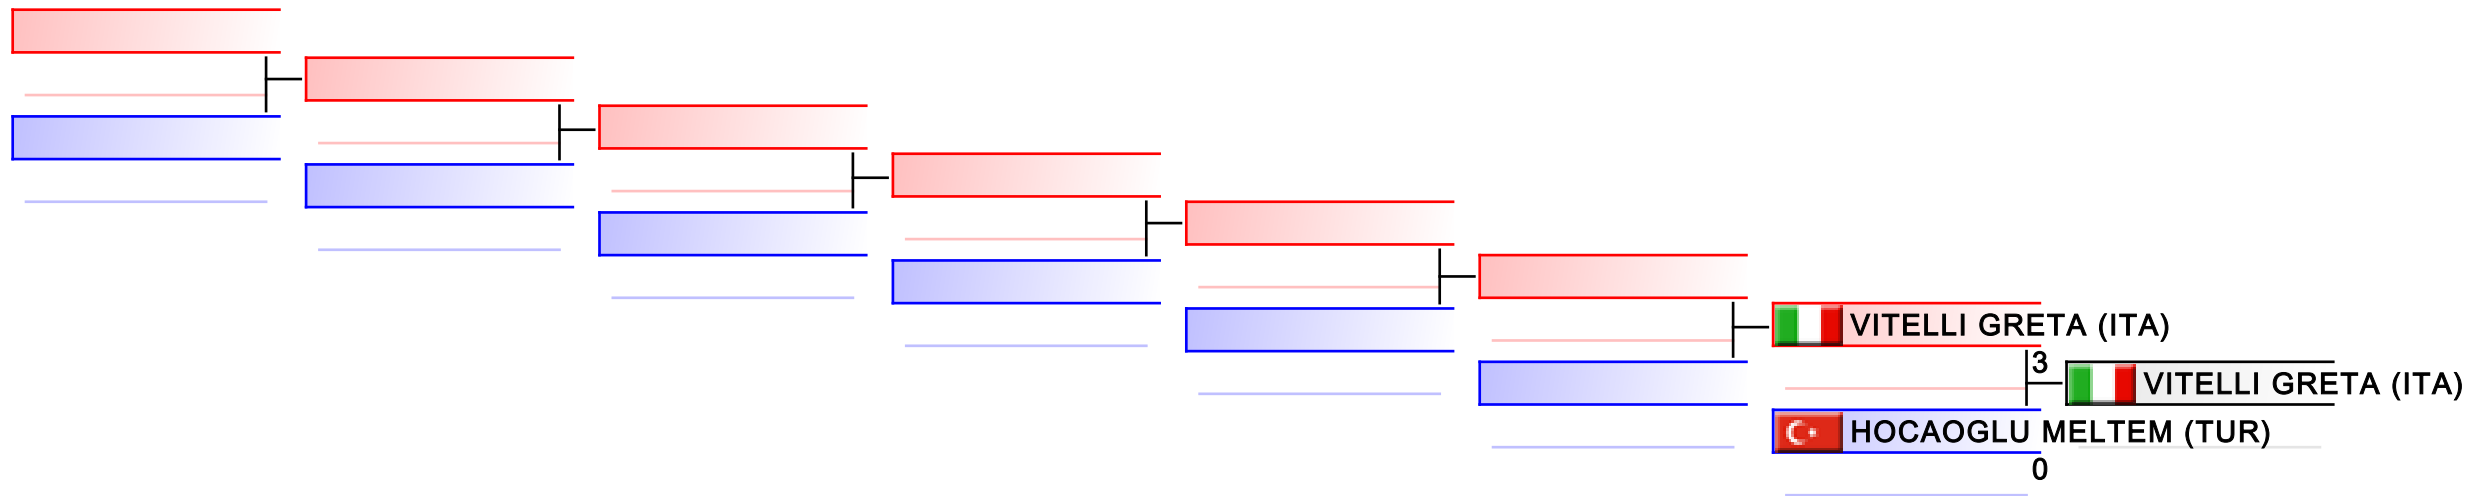 VITELLI GRETA (ITA)
3
VITELLI GRETA (ITA)
HOCAOGLU MELTEM (TUR)
0